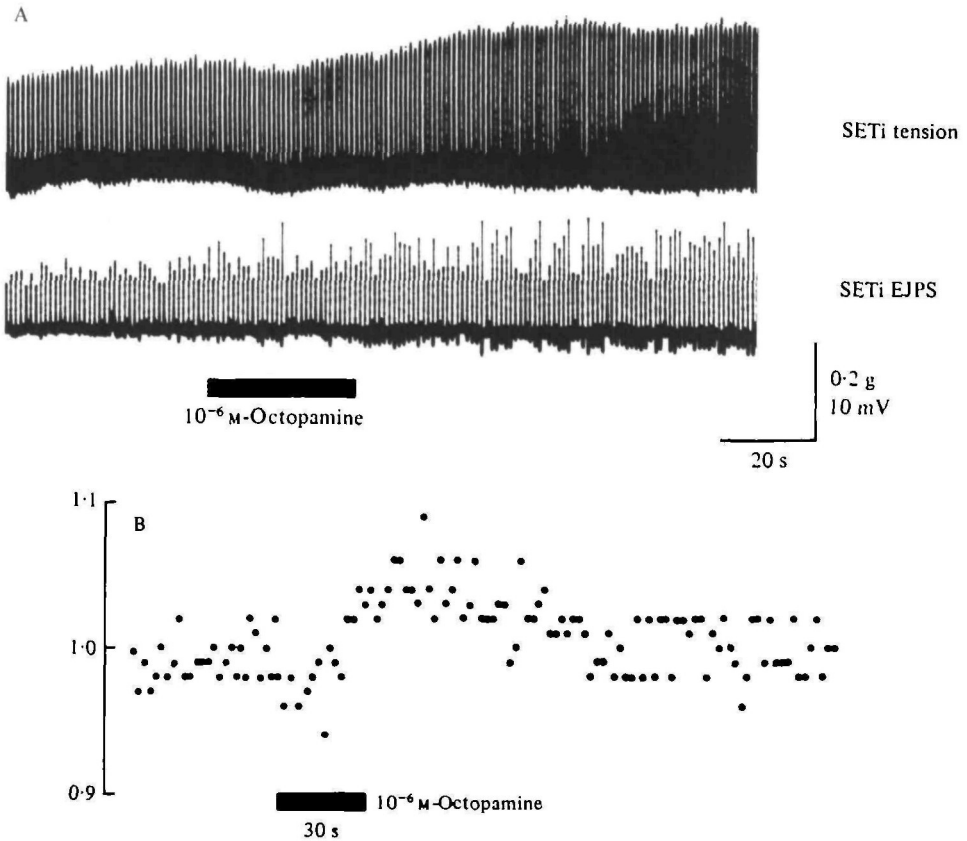 A
SETi tension
SETi EJPS
10⁻⁶ M-Octopamine
0·2 g
10 mV
20 s
1·1
B
1·0
0·9
10⁻⁶ M-Octopamine
30 s